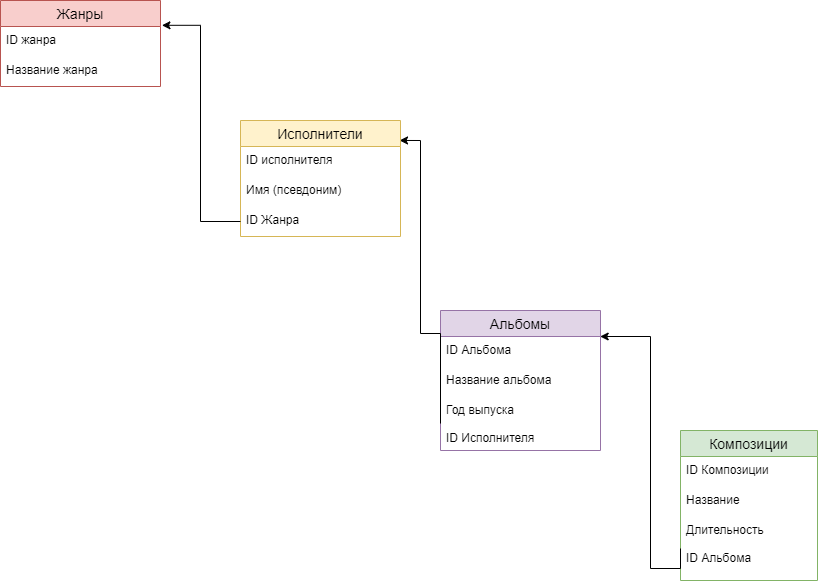 Жанры
ID жанра
Название жанра
Исполнители
ID исполнителя
Имя (псевдоним)
ID Жанра
Альбомы
ID Альбома
Название альбома
Год выпуска
ID Исполнителя
Композиции
ID Композиции
Название
Длительность
ID Альбома